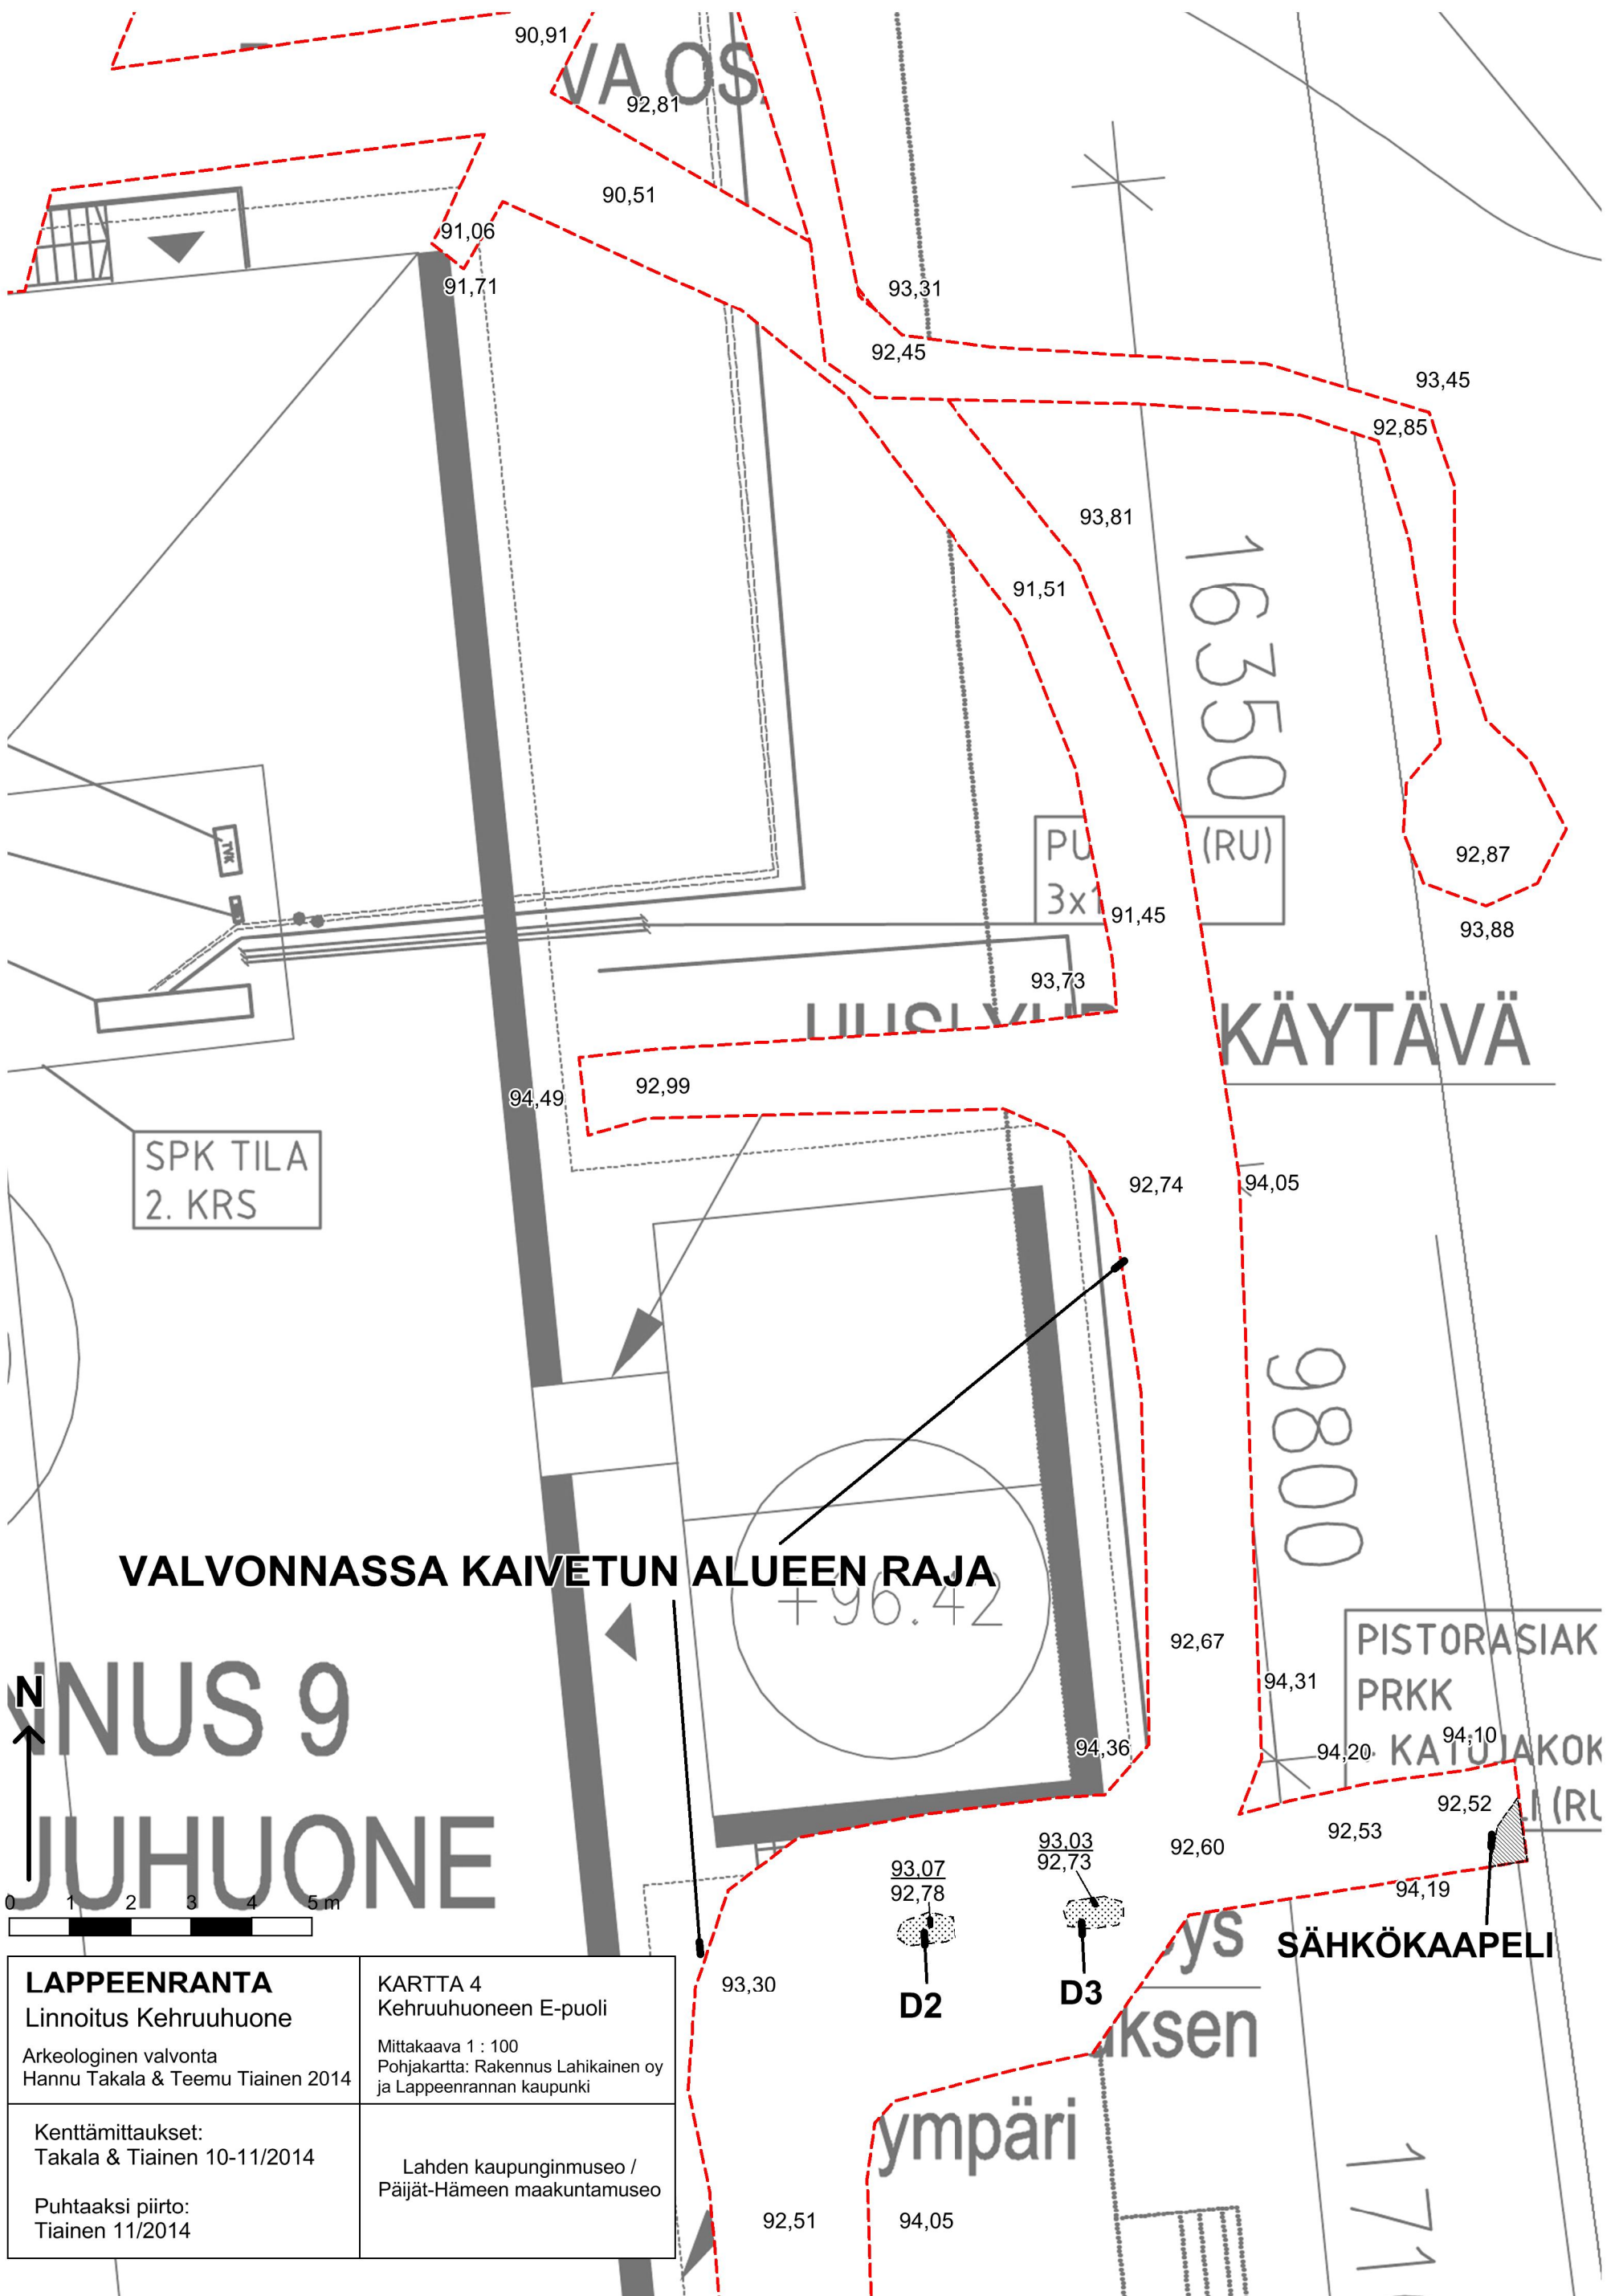 90,91
VA OS
92,81
90,51
91,06
91,71
93,31
92,45
93,45
92,85
93,81
91,51
16350
TVK
PU (RU)
3x1
92,87
91,45
93,88
93,73
KÄYTÄVÄ
92,99
94,49
SPK TILA
2. KRS
92,74
94,05
9800
VALVONNASSA KAIVETUN ALUEEN RAJA
+96.42
92,67
94,31
PISTORASIAK
PRKK
94,10
94,36
94,20
KATUJAKOK
NNUS 9
N
92,52
LI (RU
92,53
93,03
92,73
92,60
JUHUONE
93,07
92,78
94,19
0 1 2 3 4 5 m
ys
SÄHKÖKAAPELI
93,30
D2
D3
uksen
LAPPEENRANTA
Linnoitus Kehruuhuone
Arkeologinen valvonta
Hannu Takala & Teemu Tiainen 2014
KARTTA 4
Kehruuhuoneen E-puoli
Mittakaava 1 : 100
Pohjakartta: Rakennus Lahikainen oy
ja Lappeenrannan kaupunki
Kenttämittaukset:
Takala & Tiainen 10-11/2014
Puhtaaksi piirto:
Tiainen 11/2014
Lahden kaupunginmuseo /
Päijät-Hämeen maakuntamuseo
ympäri
171
92,51
94,05